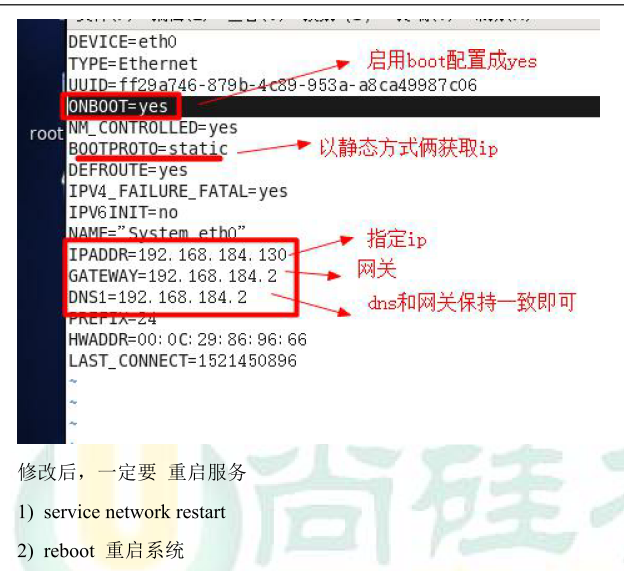 DEVICE=eth0
TYPE=Ethernet
启用boot配置成yes
UUID=ff29a746-879b-4c89-953a-a8ca49987c06
ONBOOT=yes
root
NM_CONTROLLED=yes
BOOTPROTO=static
以静态方式俩获取ip
DEFROUTE=yes
IPV4_FAILURE_FATAL=yes
IPV6INIT=no
NAME="System eth0"
指定ip
IPADDR=192.168.184.130
网关
GATEWAY=192.168.184.2
DNS1=192.168.184.2
dns和网关保持一致即可
PREFIX=24
HWADDR=00:0C:29:86:96:66
LAST_CONNECT=1521450896
~
~
~
修改后，一定要 重启服务
1) service network restart
2) reboot 重启系统
尚硅